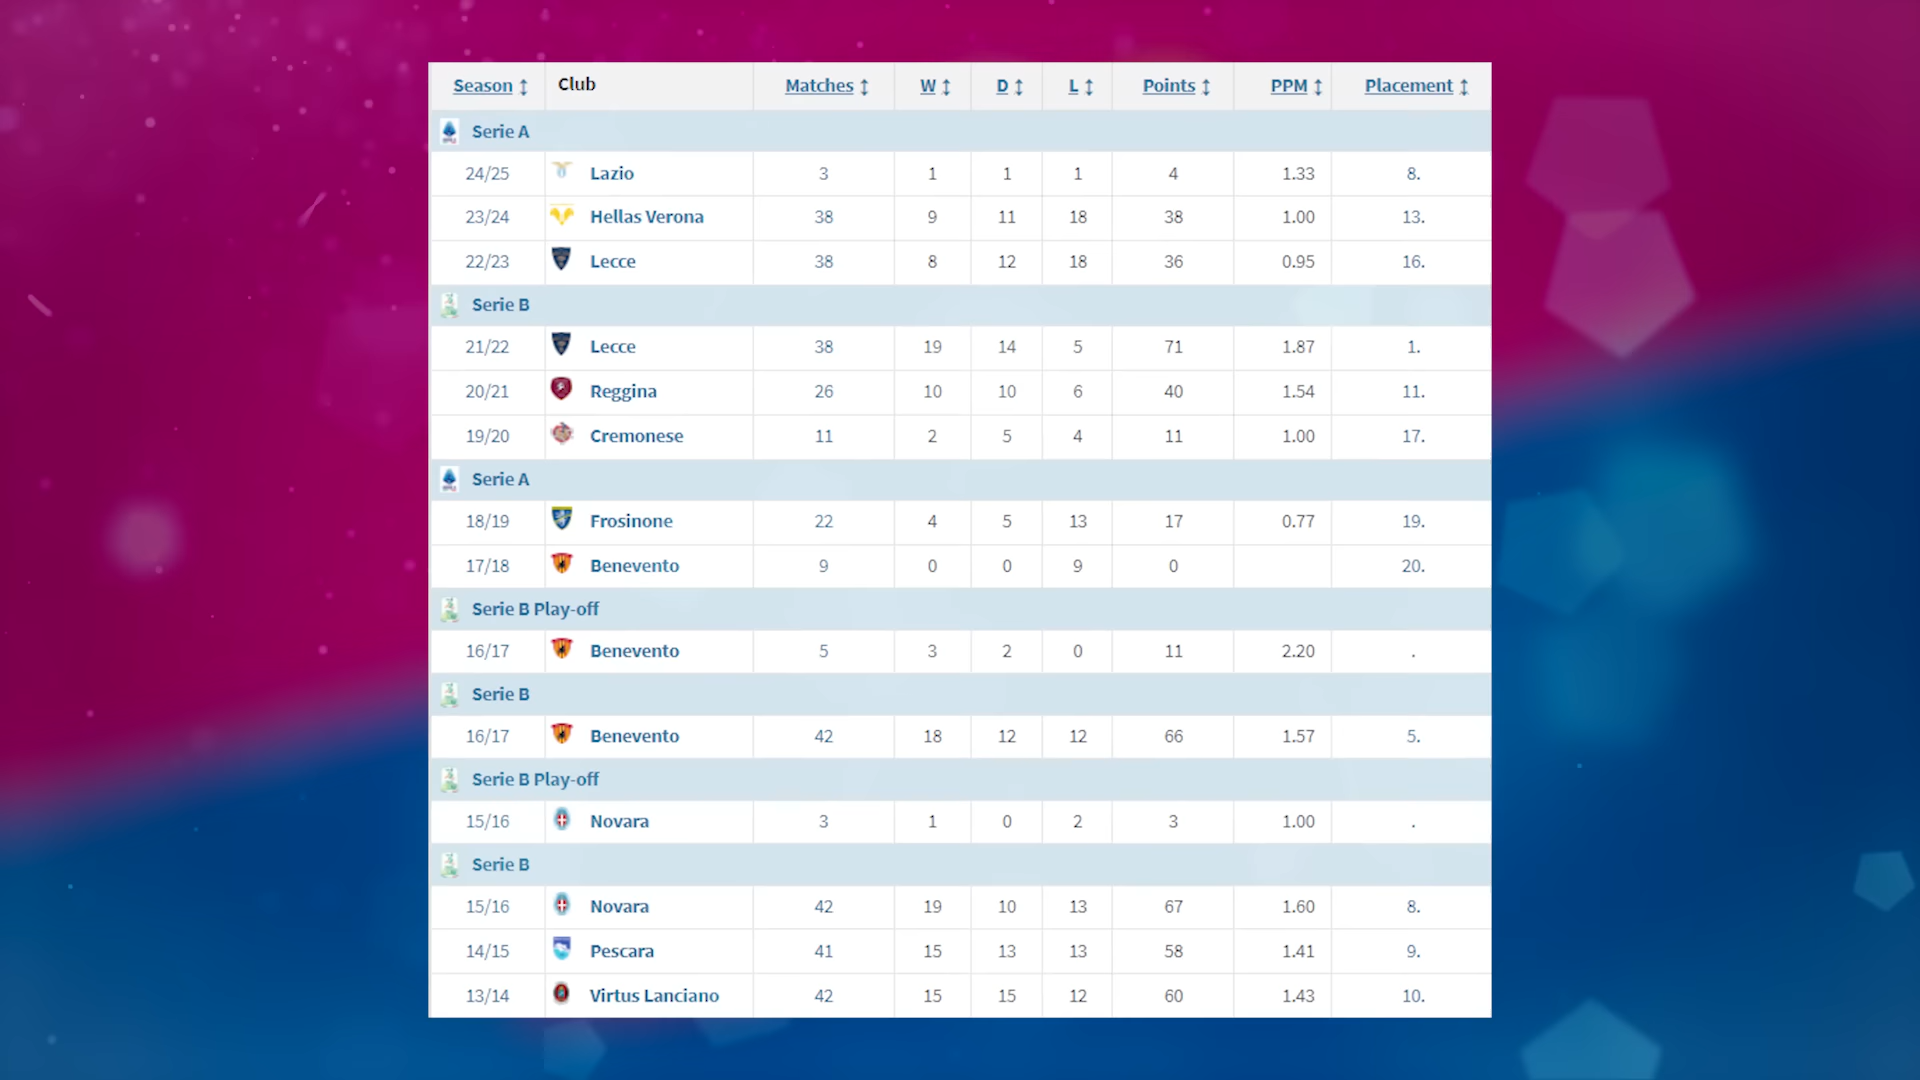 Season ↕ Club Matches ↕ W ↕ D ↕ L ↕ Points ↕ PPM ↕ Placement ↕
Serie A
24/25 Lazio 3 1 1 1 4 1.33 8.
23/24 Hellas Verona 38 9 11 18 38 1.00 13.
22/23 Lecce 38 8 12 18 36 0.95 16.
Serie B
21/22 Lecce 38 19 14 5 71 1.87 1.
20/21 Reggina 26 10 10 6 40 1.54 11.
19/20 Cremonese 11 2 5 4 11 1.00 17.
Serie A
18/19 Frosinone 22 4 5 13 17 0.77 19.
17/18 Benevento 9 0 0 9 0 20.
Serie B Play-off
16/17 Benevento 5 3 2 0 11 2.20 .
Serie B
16/17 Benevento 42 18 12 12 66 1.57 5.
Serie B Play-off
15/16 Novara 3 1 0 2 3 1.00 .
Serie B
15/16 Novara 42 19 10 13 67 1.60 8.
14/15 Pescara 41 15 13 13 58 1.41 9.
13/14 Virtus Lanciano 42 15 15 12 60 1.43 10.